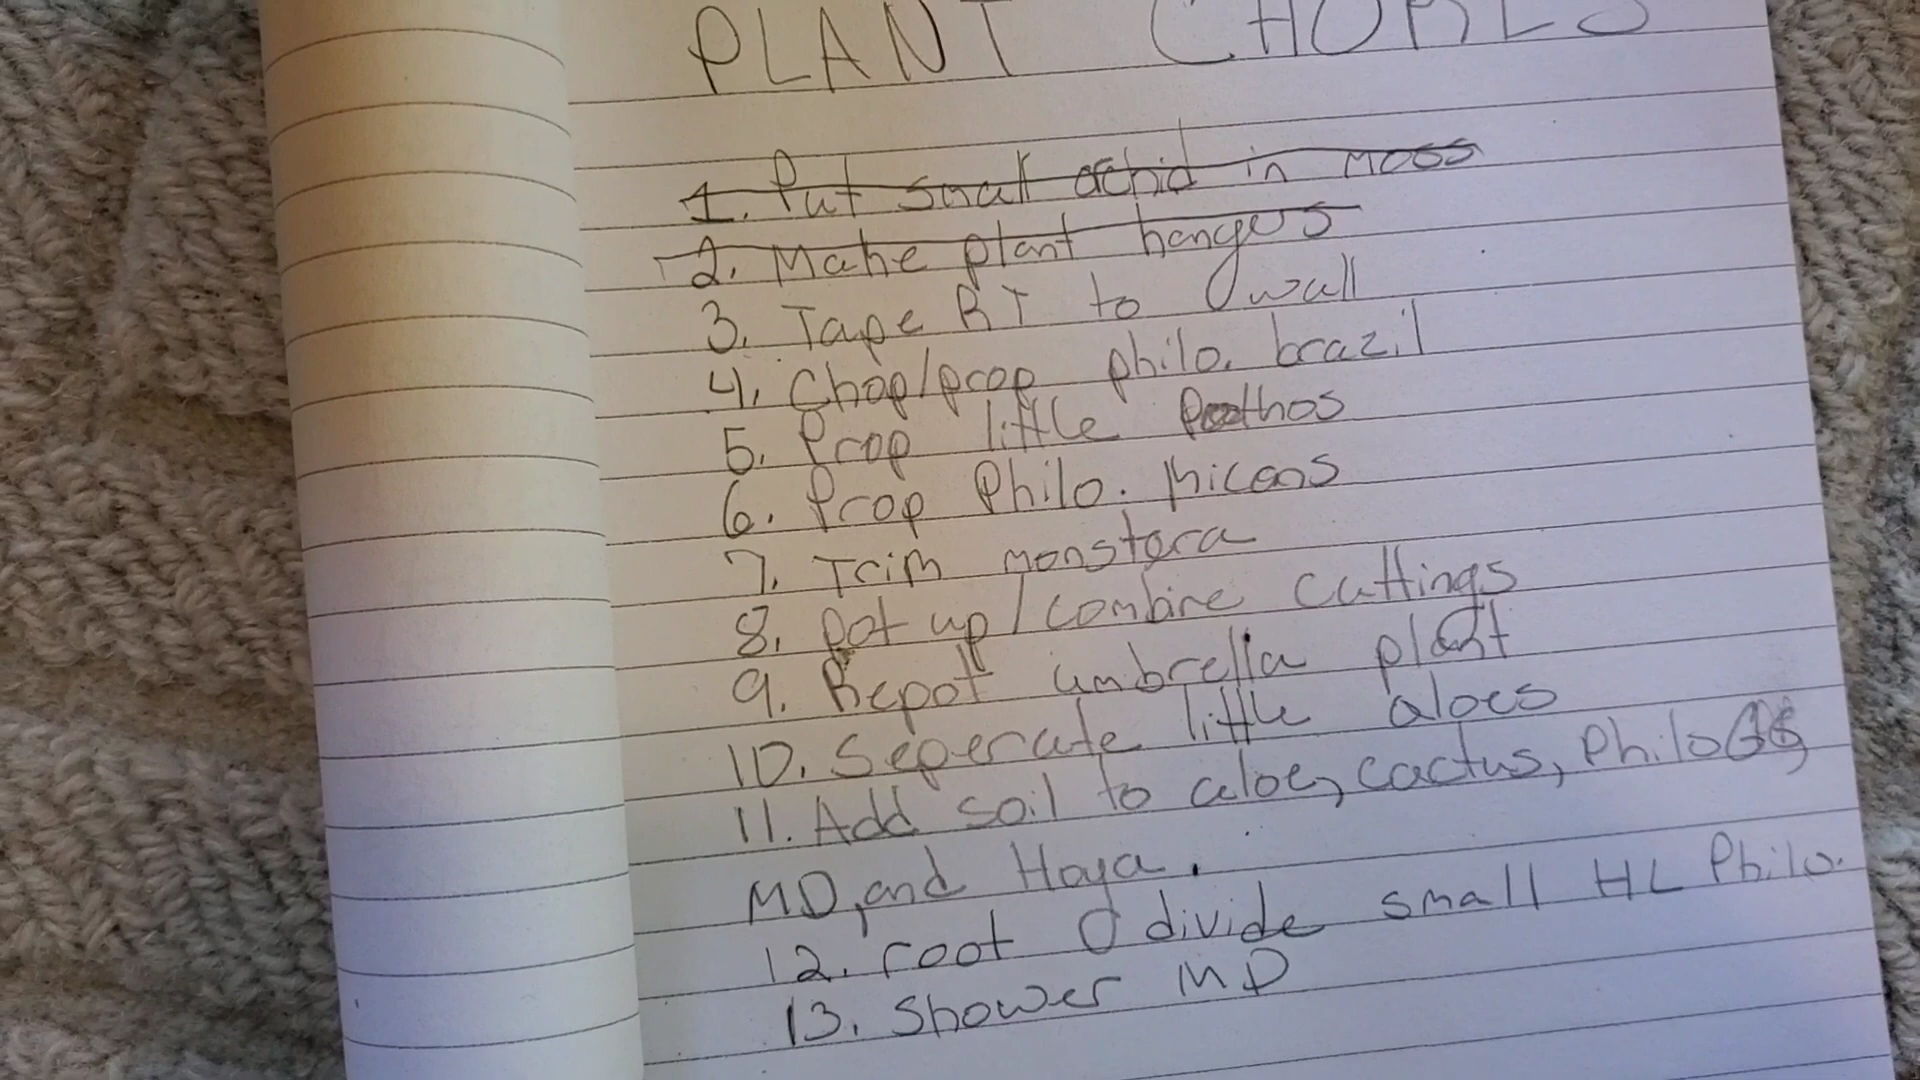 PLANT CHORES
1. Put small orchid in moss
2. Make plant hangers
3. Tape RT to wall
4. Chop/prop philo. brazil
5. Prop little Pothos
6. Prop Philo. Micans
7. Trim monstera
8. Pot up / combine cuttings
9. Repot umbrella plant
10. Seperate little aloes
11. Add soil to aloe, cactus, Philo
MD, and Hoya.
12. root divide small HL Philo.
13. Shower MD